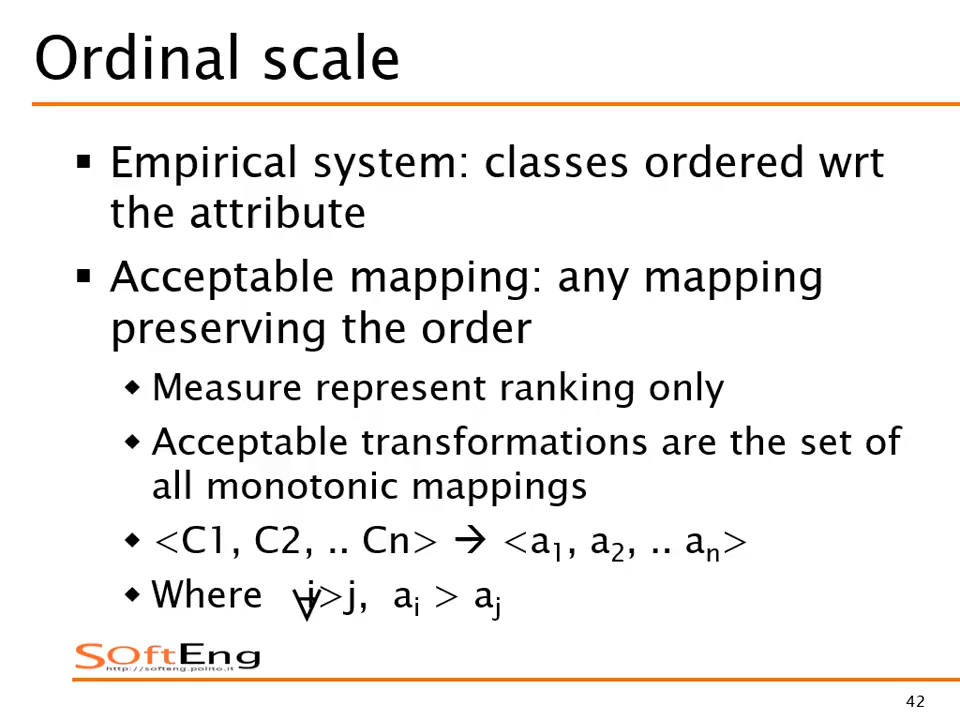 Ordinal scale
▪ Empirical system: classes ordered wrt
the attribute
▪ Acceptable mapping: any mapping
preserving the order
◆ Measure represent ranking only
◆ Acceptable transformations are the set of
all monotonic mappings
◆ <C1, C2, .. Cn> → <a₁, a₂, .. aₙ>
◆ Where ∀i>j, aᵢ > aⱼ
SOftEng
http://softeng.polito.it
42